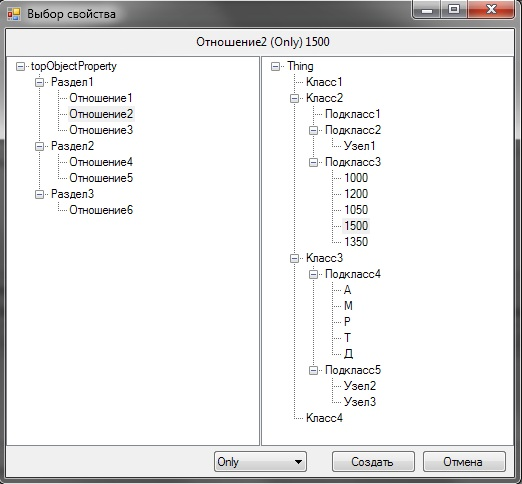 Выбор свойства
Отношение2 (Only) 1500
topObjectProperty
Раздел1
Отношение1
Отношение2
Отношение3
Раздел2
Отношение4
Отношение5
Раздел3
Отношение6
Thing
Класс1
Класс2
Подкласс1
Подкласс2
Узел1
Подкласс3
1000
1200
1050
1500
1350
Класс3
Подкласс4
А
М
Р
Т
Д
Подкласс5
Узел2
Узел3
Класс4
Only
Создать
Отмена